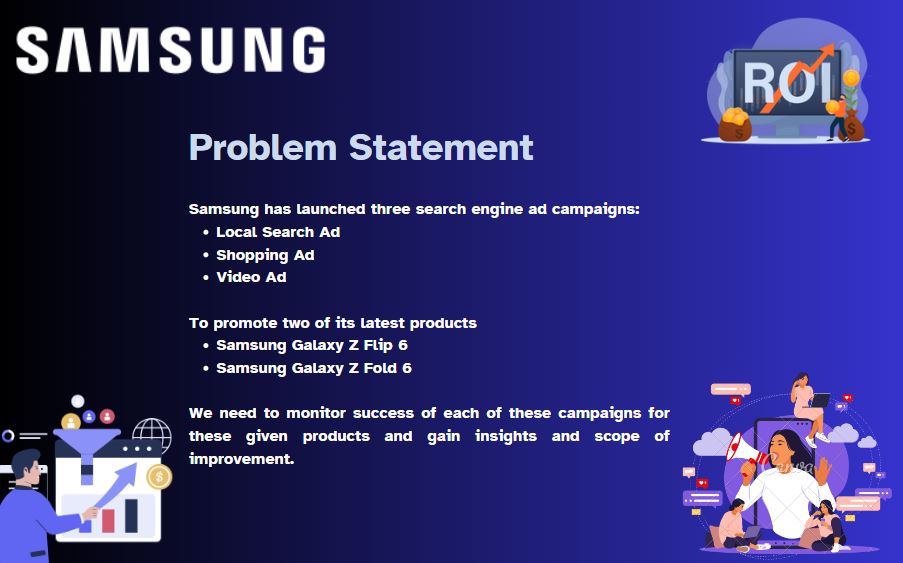 SAMSUNG
ROI
Problem Statement
Samsung has launched three search engine ad campaigns:
• Local Search Ad
• Shopping Ad
• Video Ad
To promote two of its latest products
• Samsung Galaxy Z Flip 6
• Samsung Galaxy Z Fold 6
We need to monitor success of each of these campaigns for
these given products and gain insights and scope of
improvement.